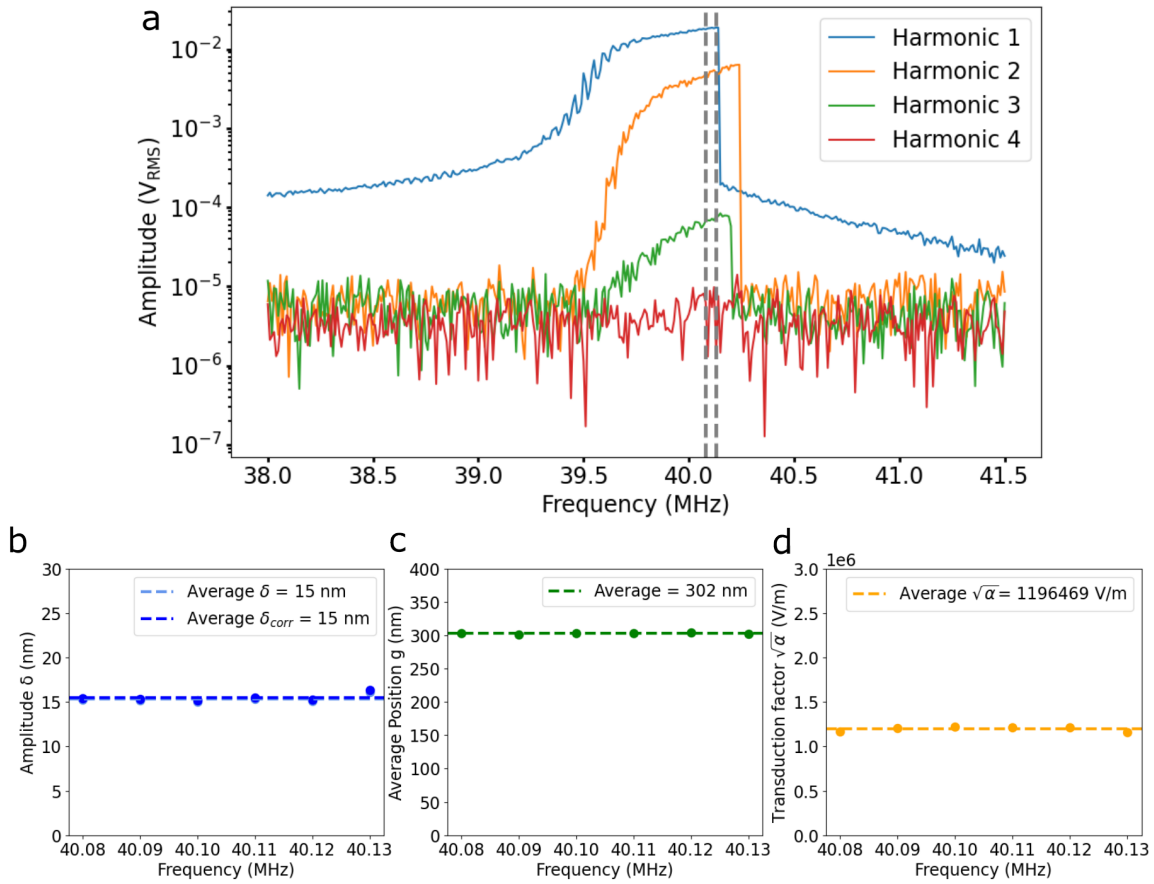 a
Amplitude (V_RMS)
10⁻²
10⁻³
10⁻⁴
10⁻⁵
10⁻⁶
10⁻⁷
Harmonic 1
Harmonic 2
Harmonic 3
Harmonic 4
38.0 38.5 39.0 39.5 40.0 40.5 41.0 41.5
Frequency (MHz)
b
Amplitude δ (nm)
30
25
20
15
10
5
0
Average δ = 15 nm
Average δ_corr = 15 nm
40.08 40.09 40.10 40.11 40.12 40.13
Frequency (MHz)
c
Average Position g (nm)
400
350
300
250
200
150
100
50
0
Average = 302 nm
40.08 40.09 40.10 40.11 40.12 40.13
Frequency (MHz)
d
Transduction factor √α (V/m)
1e6
3.0
2.5
2.0
1.5
1.0
0.5
0.0
Average √α = 1196469 V/m
40.08 40.09 40.10 40.11 40.12 40.13
Frequency (MHz)